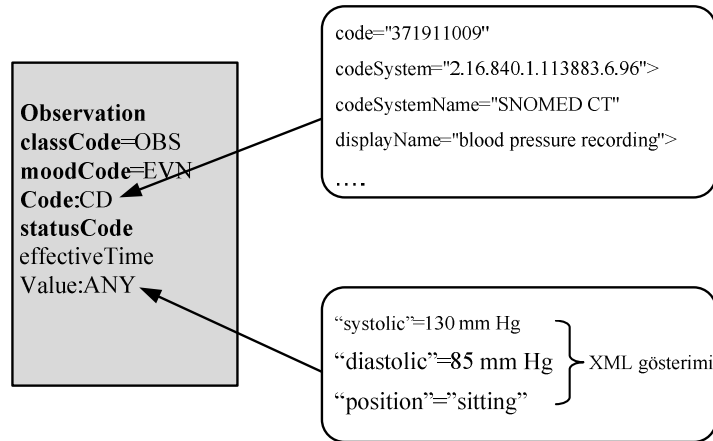 Observation
classCode=OBS
moodCode=EVN
Code:CD
statusCode
effectiveTime
Value:ANY
code="371911009"
codeSystem="2.16.840.1.113883.6.96">
codeSystemName="SNOMED CT"
displayName="blood pressure recording">
....
“systolic”=130 mm Hg
“diastolic”=85 mm Hg
“position”=”sitting”
XML gösterimi